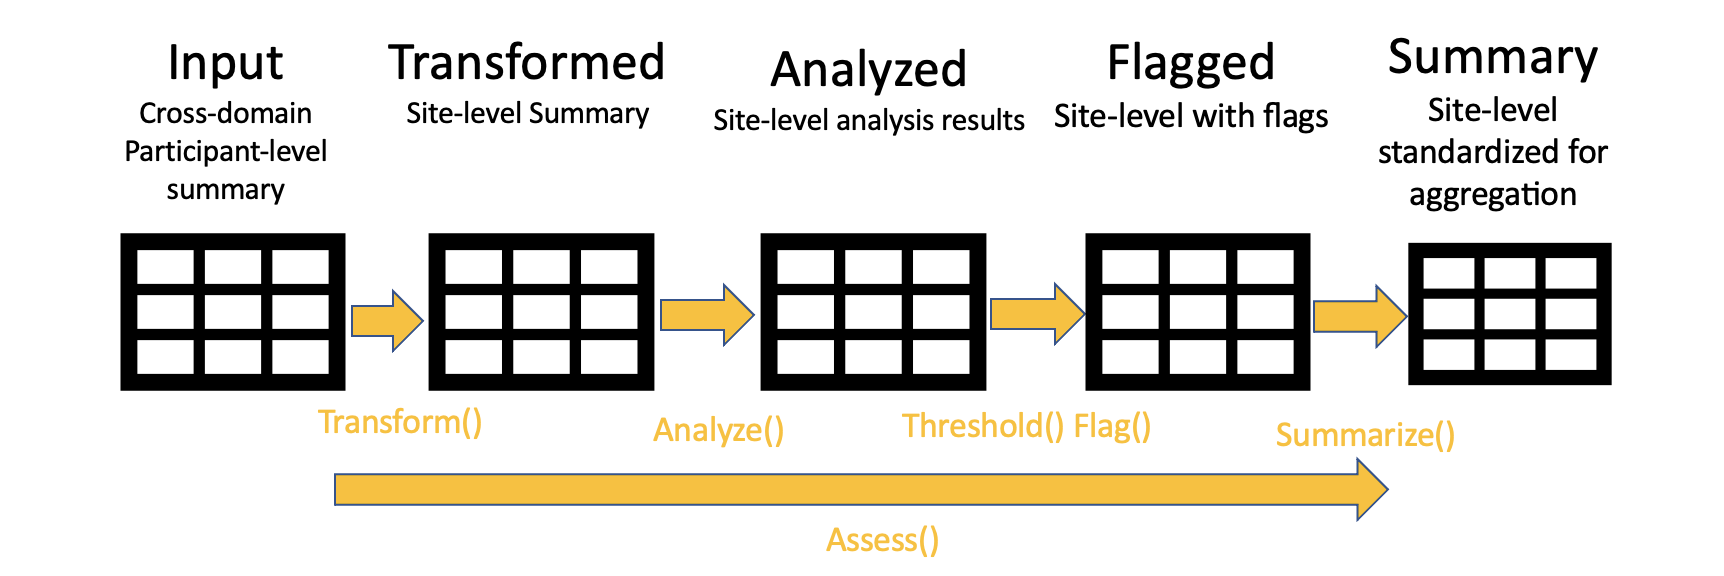 Input
Cross-domain
Participant-level
summary
Transformed
Site-level Summary
Analyzed
Site-level analysis results
Flagged
Site-level with flags
Summary
Site-level
standardized for
aggregation
Transform()
Analyze()
Threshold() Flag()
Summarize()
Assess()